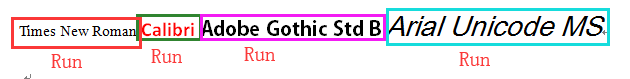 Times New Roman Calibri Adobe Gothic Std B Arial Unicode MS
Run Run Run Run